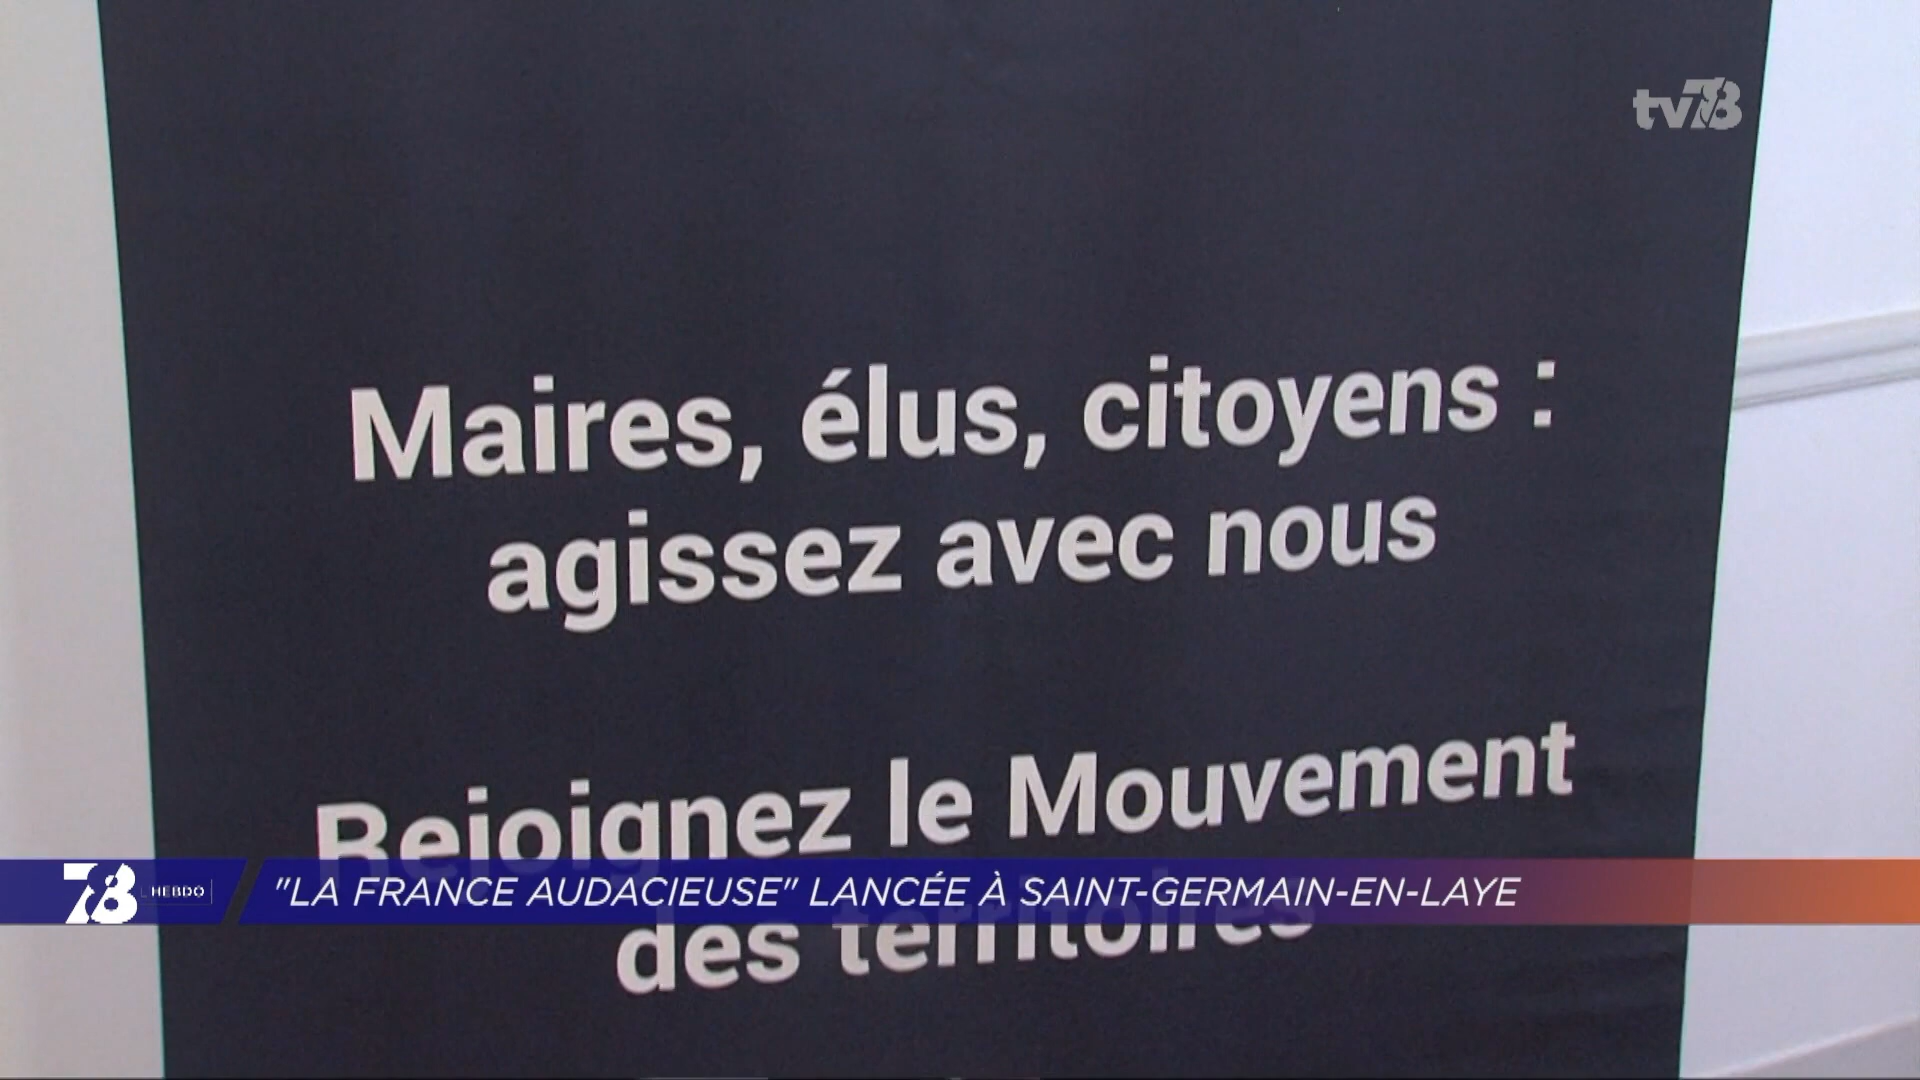 tv78
Maires, élus, citoyens :
agissez avec nous
Rejoignez le Mouvement
des territoires
78 L'HEBDO "LA FRANCE AUDACIEUSE" LANCÉE À SAINT-GERMAIN-EN-LAYE